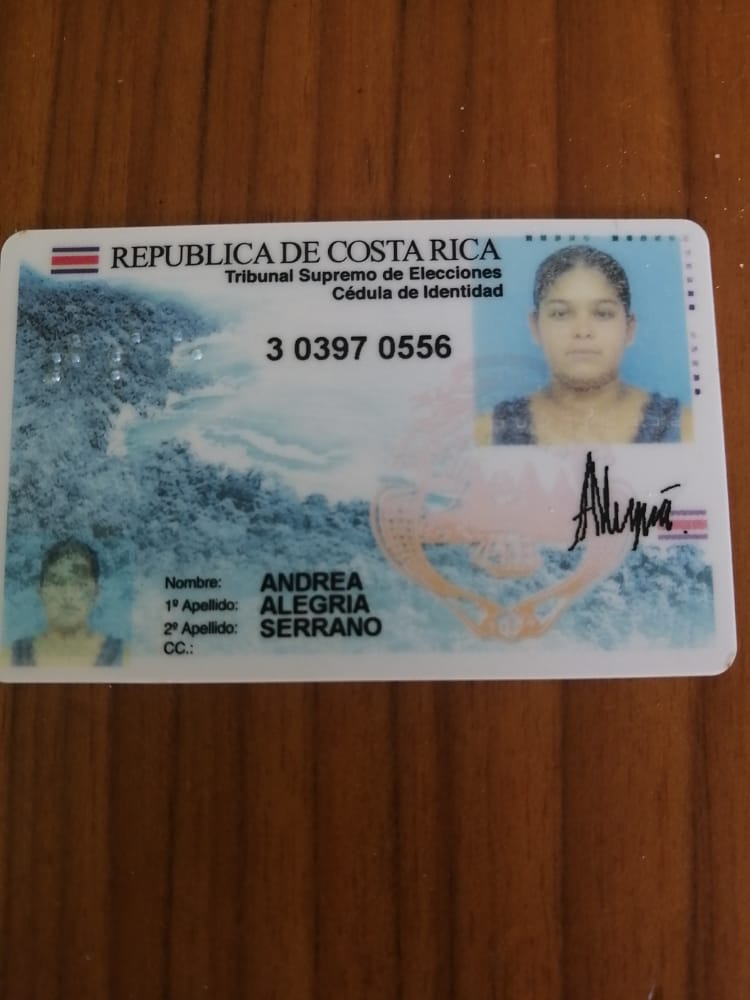 REPUBLICA DE COSTA RICA
Tribunal Supremo de Elecciones
Cédula de Identidad
3 0397 0556
Alegría
Nombre: ANDREA
1º Apellido: ALEGRIA
2º Apellido: SERRANO
CC.: